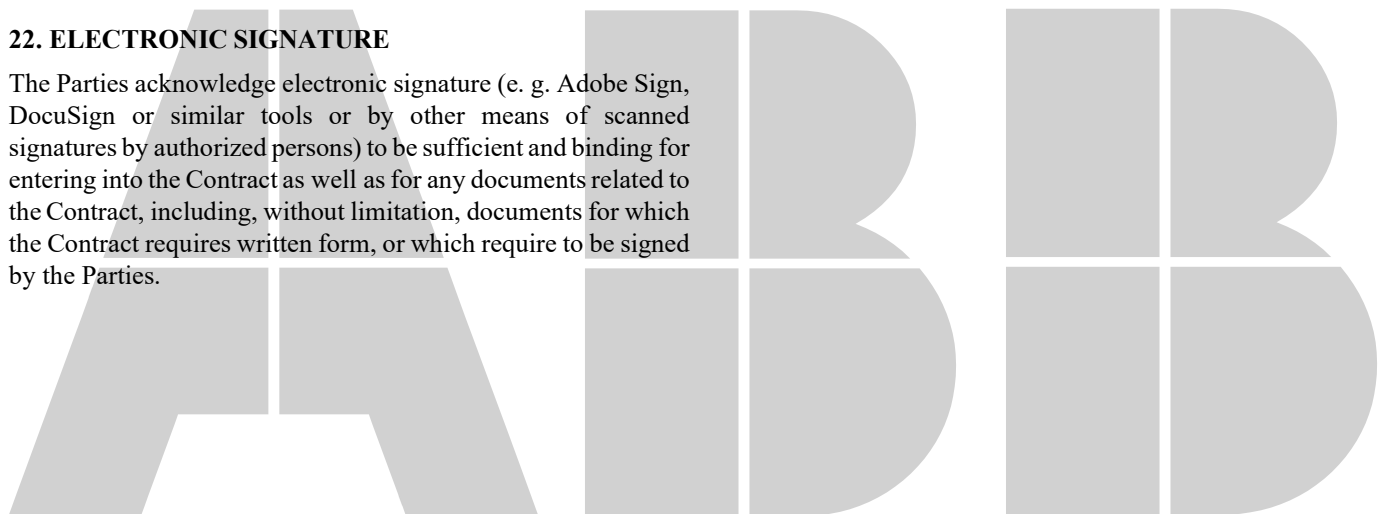 22. ELECTRONIC SIGNATURE
The Parties acknowledge electronic signature (e. g. Adobe Sign,
DocuSign or similar tools or by other means of scanned
signatures by authorized persons) to be sufficient and binding for
entering into the Contract as well as for any documents related to
the Contract, including, without limitation, documents for which
the Contract requires written form, or which require to be signed
by the Parties.
ABB